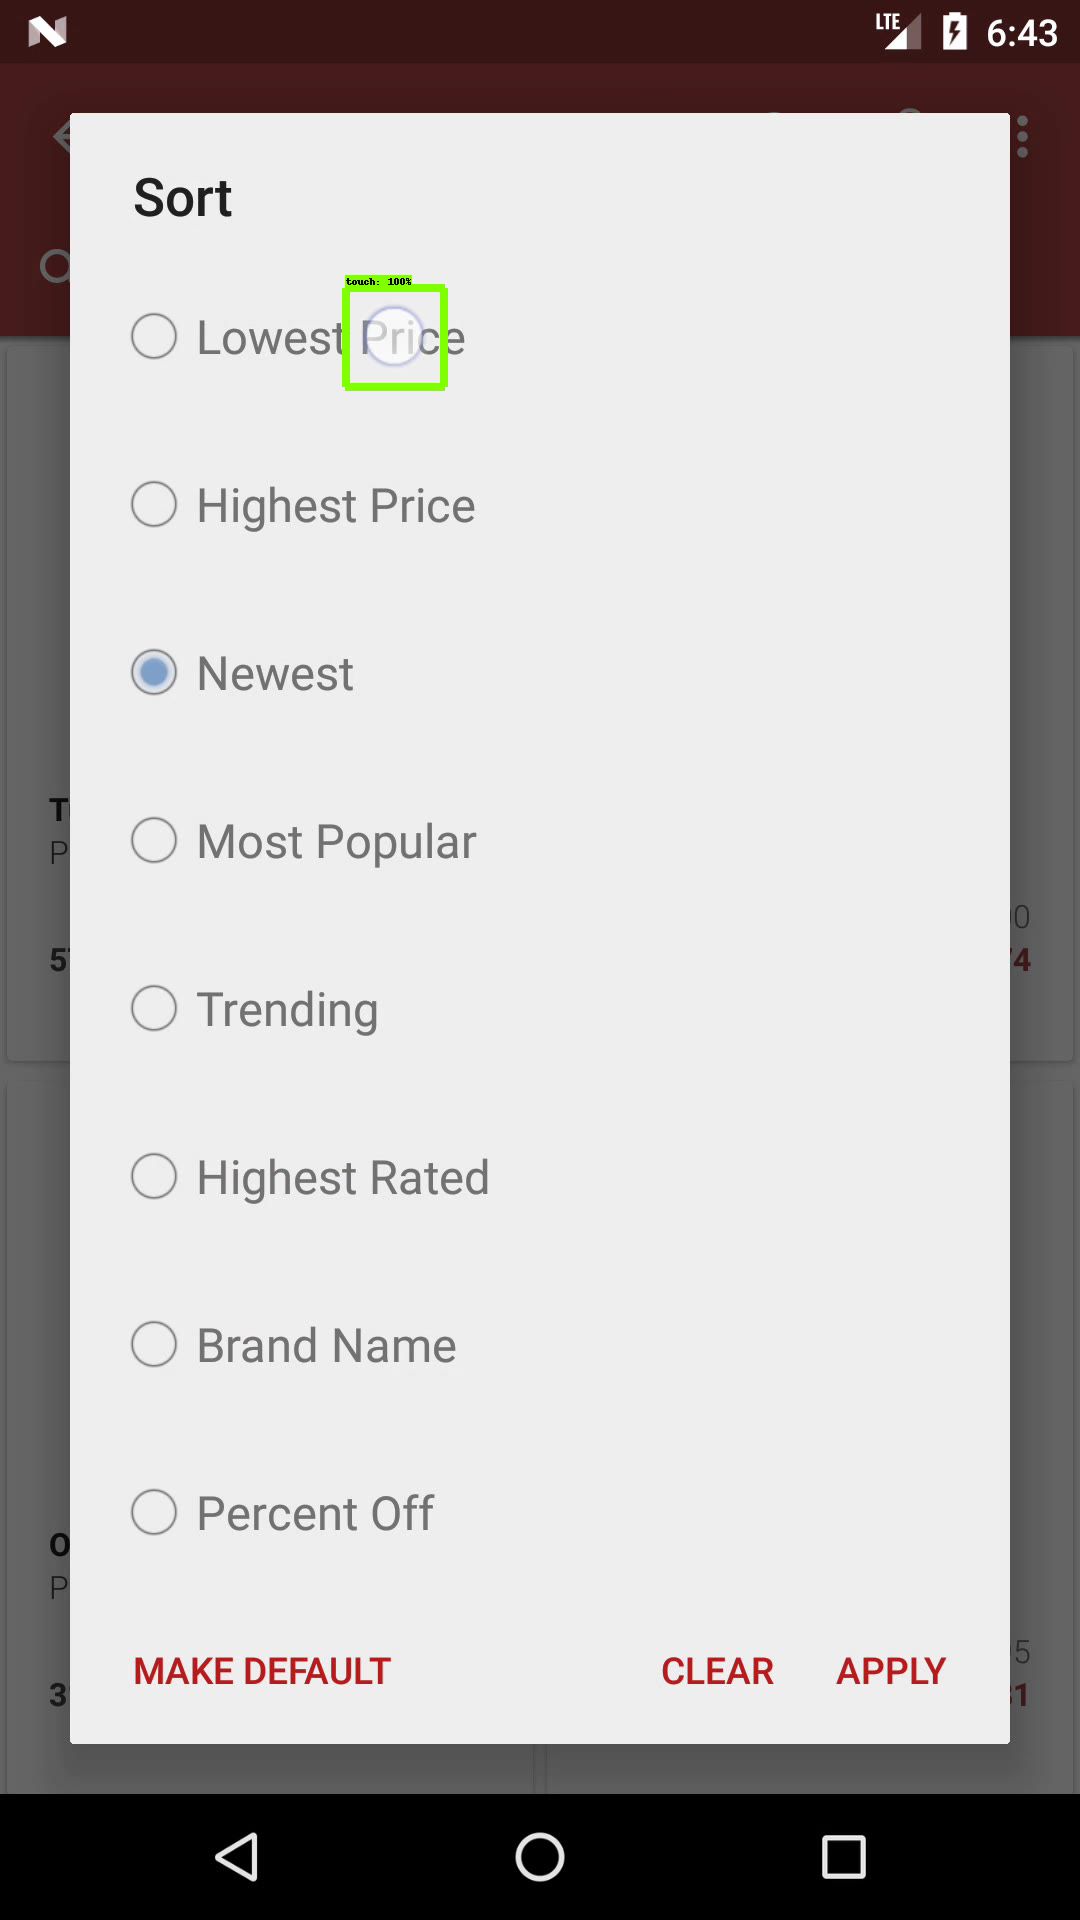 LTE 6:43
Sort
touch: 100%
Lowest Price
Highest Price
Newest
Most Popular
Trending
Highest Rated
Brand Name
Percent Off
MAKE DEFAULT CLEAR APPLY